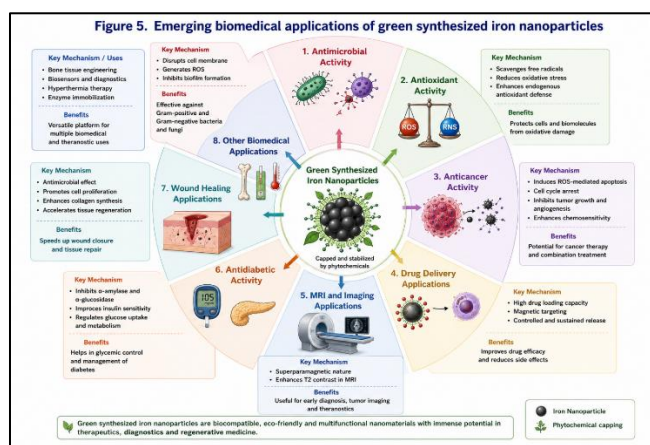 Figure 5. Emerging biomedical applications of green synthesized iron nanoparticles
Key Mechanism / Uses
• Bone tissue engineering
• Biosensors and diagnostics
• Hyperthermia therapy
• Enzyme immobilization
Benefits
Versatile platform for
multiple biomedical
and theranostic uses
Key Mechanism
• Disrupts cell membrane
• Generates ROS
• Inhibits biofilm formation
Benefits
Effective against
Gram-positive and
Gram-negative bacteria
and fungi
1. Antimicrobial
Activity
2. Antioxidant
Activity
ROS
RNS
Key Mechanism
• Scavenges free radicals
• Reduces oxidative stress
• Enhances endogenous
antioxidant defense
Benefits
Protects cells and biomolecules
from oxidative damage
8. Other Biomedical
Applications
Green Synthesized
Iron Nanoparticles
Capped and stabilized
by phytochemicals
3. Anticancer
Activity
Key Mechanism
• Induces ROS-mediated apoptosis
• Cell cycle arrest
• Inhibits tumor growth and
angiogenesis
• Enhances chemosensitivity
Benefits
Potential for cancer therapy
and combination treatment
Key Mechanism
• Antimicrobial effect
• Promotes cell proliferation
• Enhances collagen synthesis
• Accelerates tissue regeneration
Benefits
Speeds up wound closure
and tissue repair
7. Wound Healing
Applications
4. Drug Delivery
Applications
Key Mechanism
• High drug loading capacity
• Magnetic targeting
• Controlled and sustained release
Benefits
Improves drug efficacy
and reduces side effects
Key Mechanism
• Inhibits α-amylase and
α-glucosidase
• Improves insulin sensitivity
• Regulates glucose uptake
and metabolism
Benefits
Helps in glycemic control
and management of
diabetes
6. Antidiabetic
Activity
105
5. MRI and Imaging
Applications
Key Mechanism
• Superparamagnetic nature
• Enhances T2 contrast in MRI
Benefits
Useful for early diagnosis, tumor imaging
and theranostics
Iron Nanoparticle
Phytochemical capping
Green synthesized iron nanoparticles are biocompatible, eco-friendly and multifunctional nanomaterials with immense potential in
therapeutics, diagnostics and regenerative medicine.